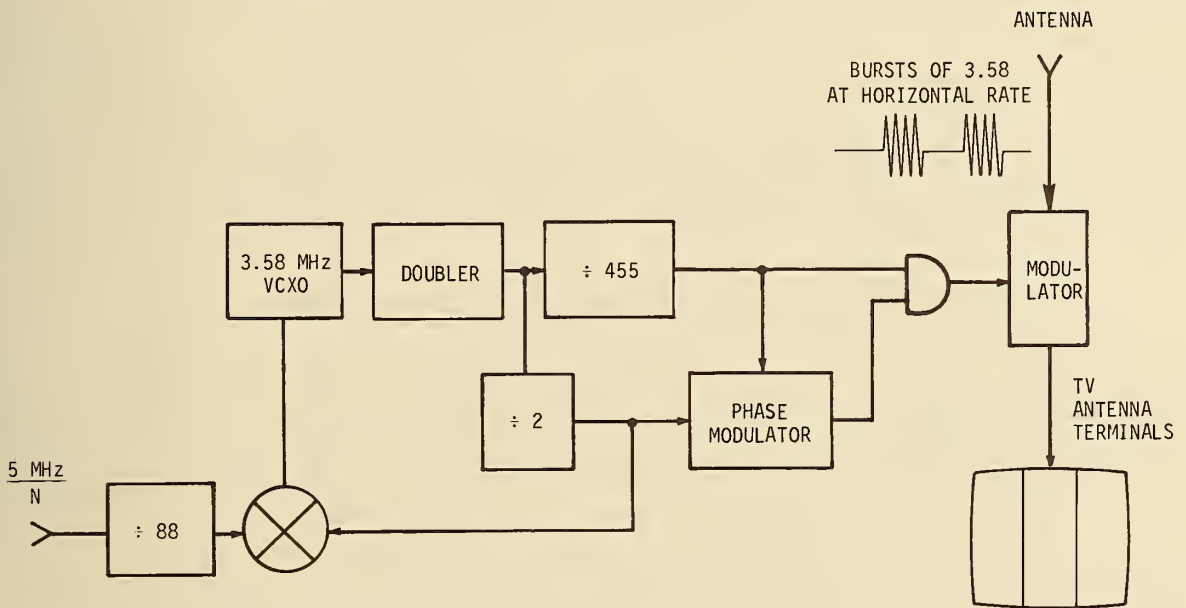 ANTENNA
BURSTS OF 3.58
AT HORIZONTAL RATE
3.58 MHz
VCXO
DOUBLER
÷ 455
MODU-
LATOR
÷ 2
PHASE
MODULATOR
TV
ANTENNA
TERMINALS
5 MHz
N
÷ 88